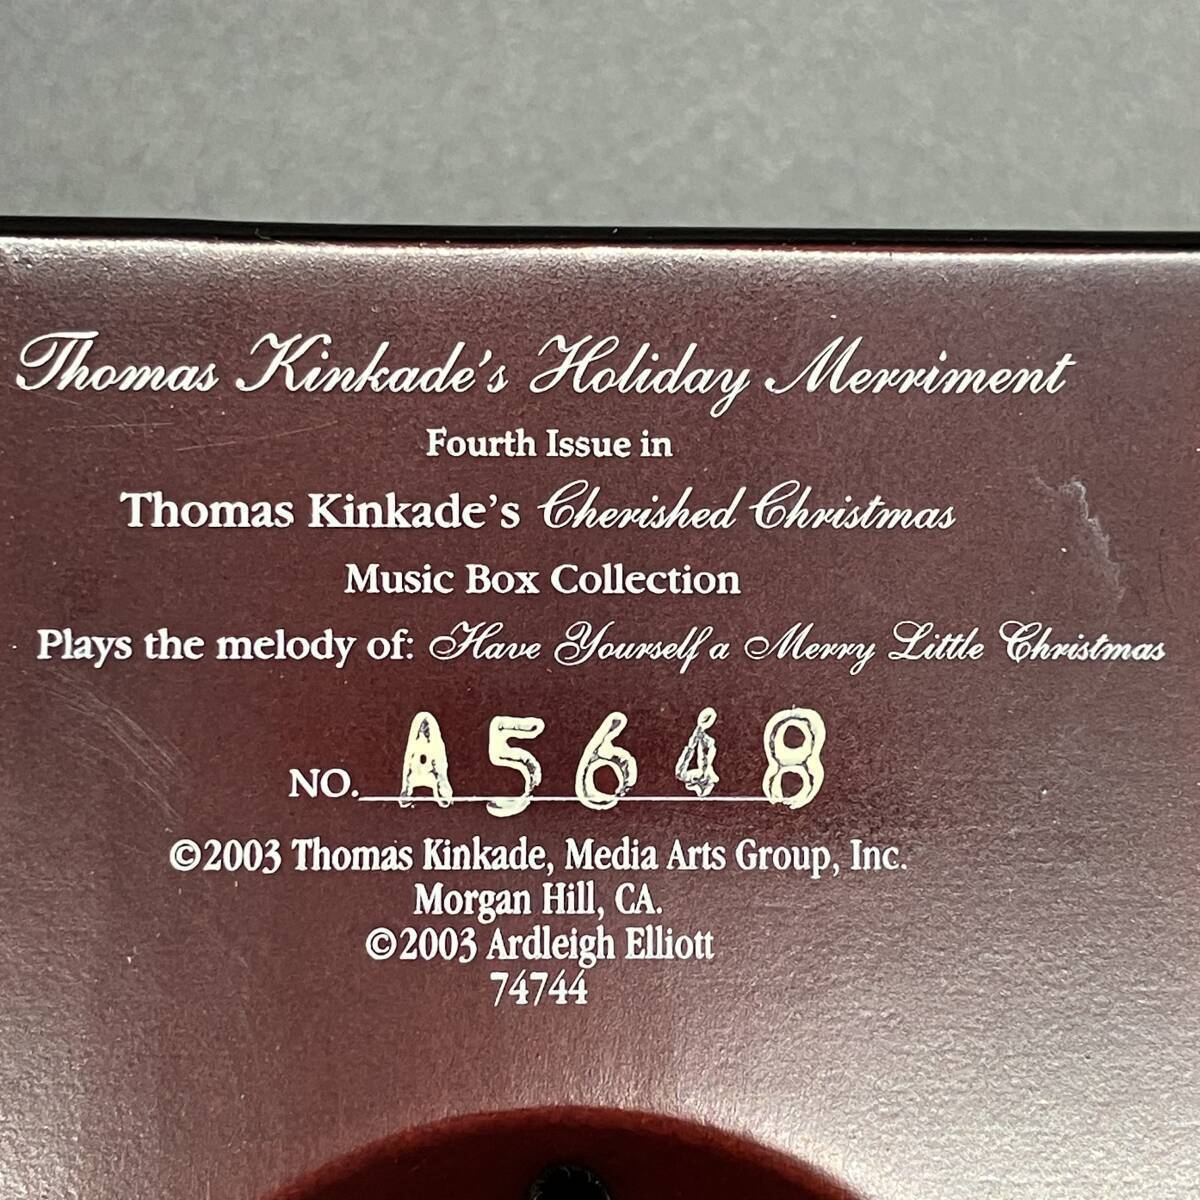 Thomas Kinkade's Holiday Merriment
Fourth Issue in
Thomas Kinkade's Cherished Christmas
Music Box Collection
Plays the melody of: Have Yourself a Merry Little Christmas
NO. A5648
©2003 Thomas Kinkade, Media Arts Group, Inc.
Morgan Hill, CA.
©2003 Ardleigh Elliott
74744